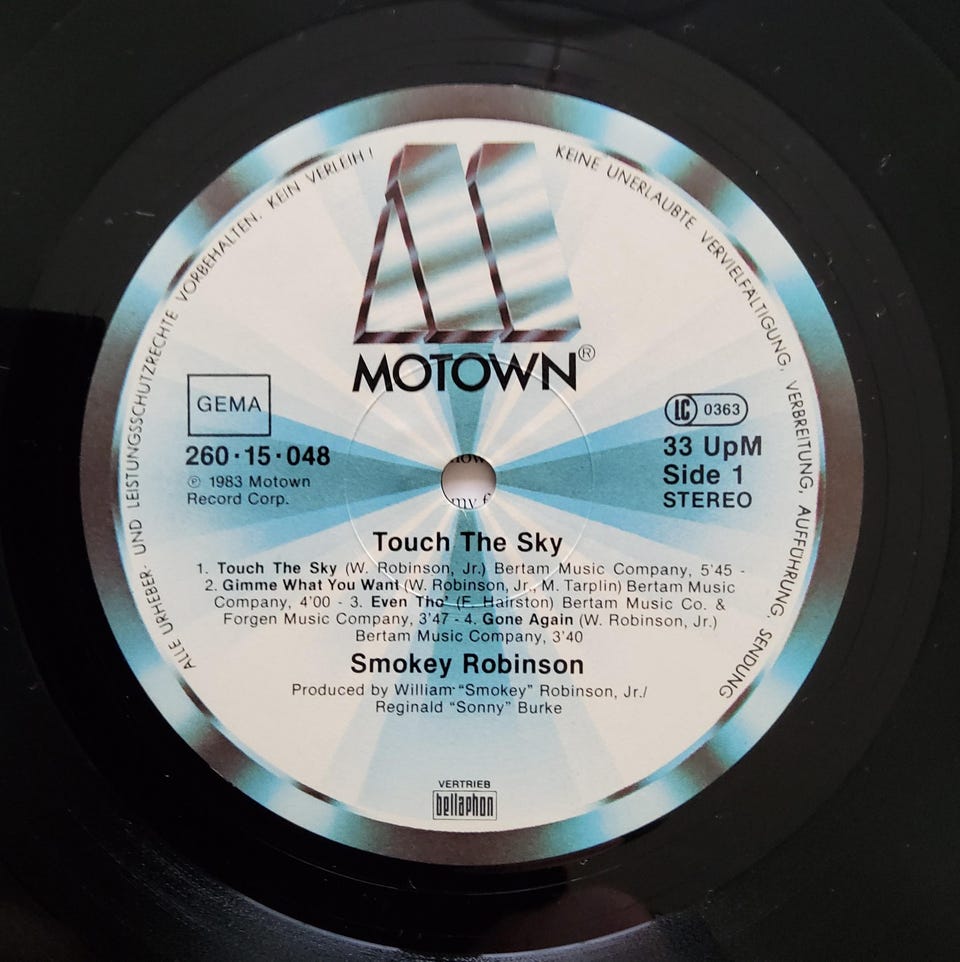 ALLE URHEBER- UND LEISTUNGSSCHUTZRECHTE VORBEHALTEN. KEIN VERLEIH!
KEINE UNERLAUBTE VERVIELFÄLTIGUNG, VERBREITUNG, AUFFÜHRUNG, SENDUNG
MOTOWN®
GEMA
LC 0363
260·15·048
33 UpM
℗ 1983 Motown
Side 1
Record Corp.
STEREO
my f
Touch The Sky
1. Touch The Sky (W. Robinson, Jr.) Bertam Music Company, 5'45 -
2. Gimme What You Want (W. Robinson, Jr., M. Tarplin) Bertam Music
Company, 4'00 - 3. Even Tho' (F. Hairston) Bertam Music Co. &
Forgen Music Company, 3'47 - 4. Gone Again (W. Robinson, Jr.)
Bertam Music Company, 3'40
Smokey Robinson
Produced by William "Smokey" Robinson, Jr./
Reginald "Sonny" Burke
VERTRIEB
bellaphon